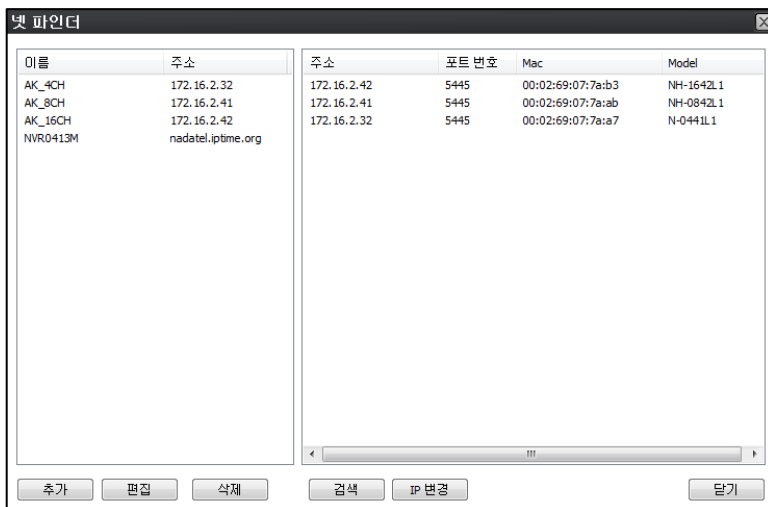 넷 파인더
이름 주소
AK_4CH 172.16.2.32
AK_8CH 172.16.2.41
AK_16CH 172.16.2.42
NVR0413M nadatel.iptime.org
주소 포트 번호 Mac Model
172.16.2.42 5445 00:02:69:07:7a:b3 NH-1642L1
172.16.2.41 5445 00:02:69:07:7a:ab NH-0842L1
172.16.2.32 5445 00:02:69:07:7a:a7 N-0441L1
추가 편집 삭제 검색 IP 변경 닫기